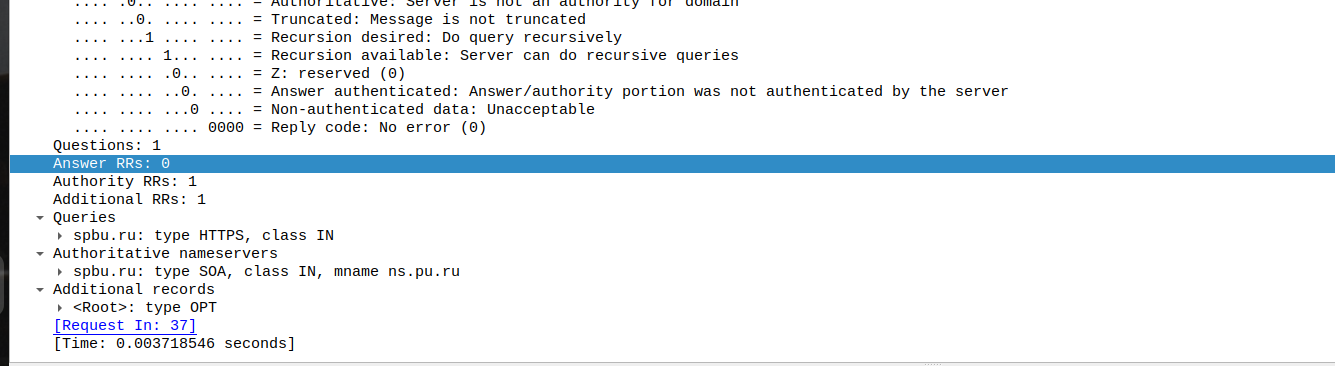 .... .0.. .... .... = Authoritative: Server is not an authority for domain
.... ..0. .... .... = Truncated: Message is not truncated
.... ...1 .... .... = Recursion desired: Do query recursively
.... .... 1... .... = Recursion available: Server can do recursive queries
.... .... .0.. .... = Z: reserved (0)
.... .... ..0. .... = Answer authenticated: Answer/authority portion was not authenticated by the server
.... .... ...0 .... = Non-authenticated data: Unacceptable
.... .... .... 0000 = Reply code: No error (0)
Questions: 1
Answer RRs: 0
Authority RRs: 1
Additional RRs: 1
Queries
spbu.ru: type HTTPS, class IN
Authoritative nameservers
spbu.ru: type SOA, class IN, mname ns.pu.ru
Additional records
<Root>: type OPT
[Request In: 37]
[Time: 0.003718546 seconds]